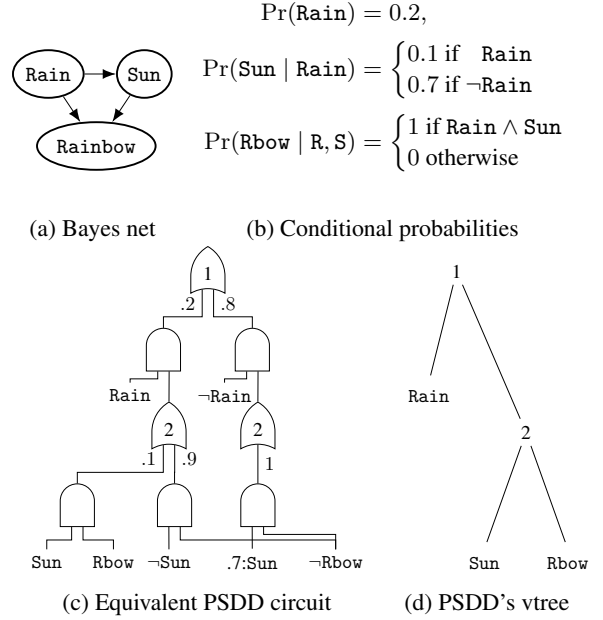 Pr(Rain) = 0.2,
Rain
Sun
Rainbow
Pr(Sun | Rain) = { 0.1 if Rain
0.7 if ¬Rain
Pr(Rbow | R, S) = { 1 if Rain ∧ Sun
0 otherwise
(a) Bayes net
(b) Conditional probabilities
1
.2 .8
Rain ¬Rain
2 2
.1 .9 1
Sun Rbow ¬Sun .7:Sun ¬Rbow
(c) Equivalent PSDD circuit
1
Rain
2
Sun Rbow
(d) PSDD's vtree